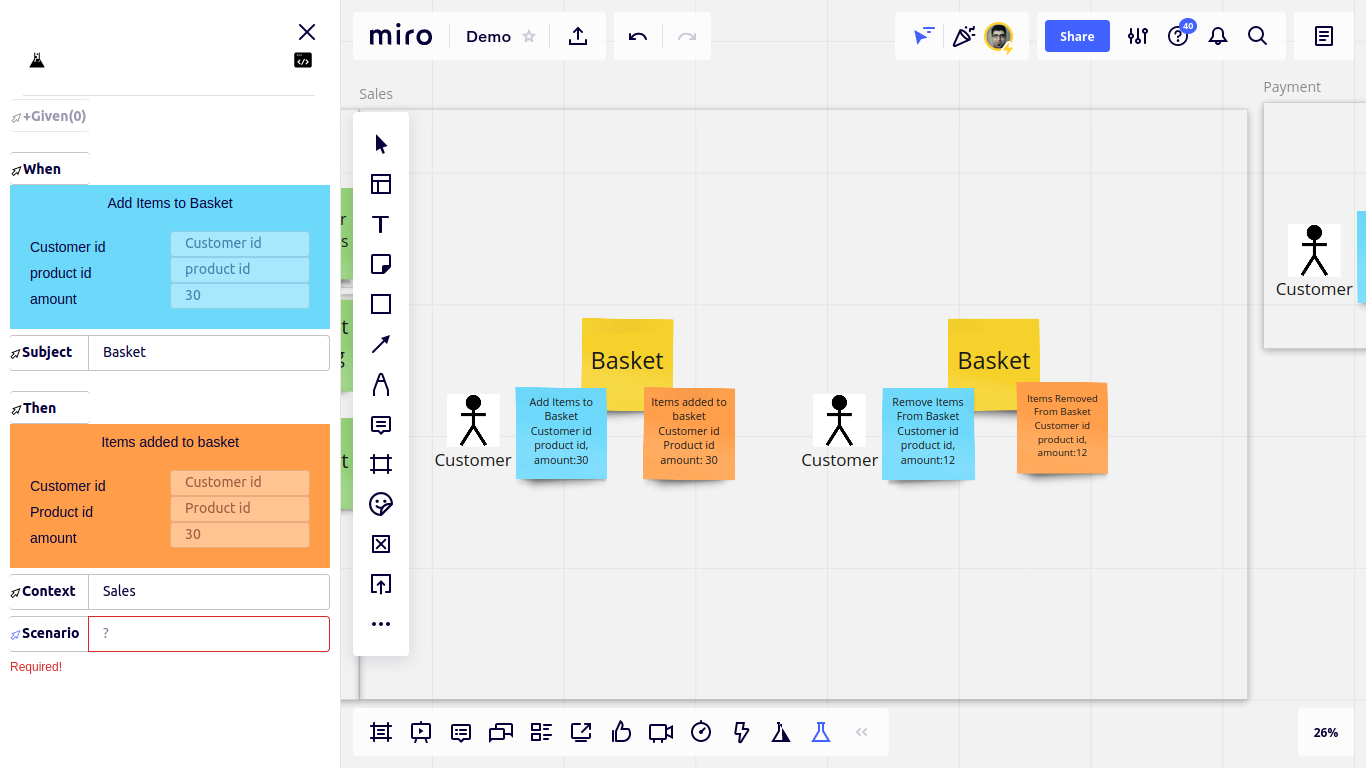 +Given(0)
When
Add Items to Basket
Customer id
Customer id
product id
product id
amount
30
Subject
Basket
Then
Items added to basket
Customer id
Customer id
Product id
Product id
amount
30
Context
Sales
Scenario
?
Required!
miro
Demo
40
Share
Sales
Payment
r
s
t
g
t
Basket
Add Items to
Basket
Customer id
product id,
amount:30
Items added to
basket
Customer id
Product id
amount: 30
Customer
Basket
Remove Items
From Basket
Customer id
product id,
amount:12
Items Removed
From Basket
Customer id
product id,
amount:12
Customer
Customer
26%